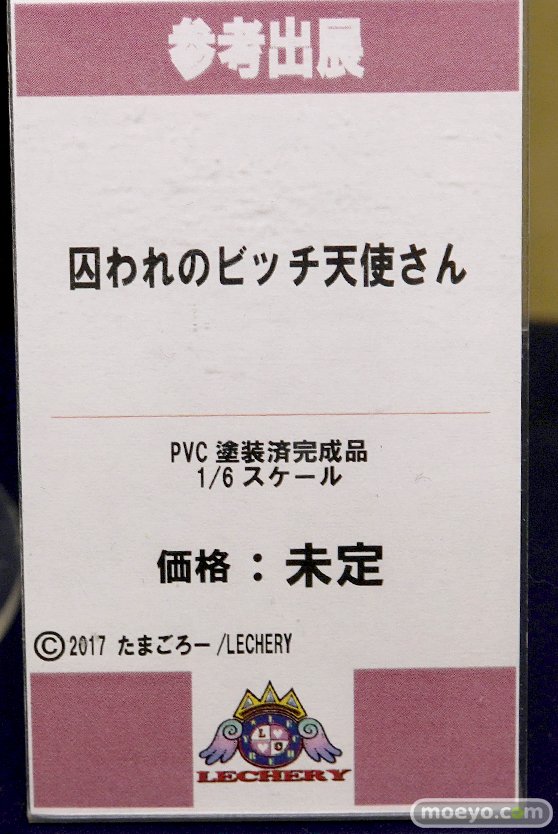 参考出展
囚われのビッチ天使さん
PVC 塗装済完成品
1/6 スケール
価格 : 未定
©2017 たまごろー/LECHERY
LECHERY
moeyo.com